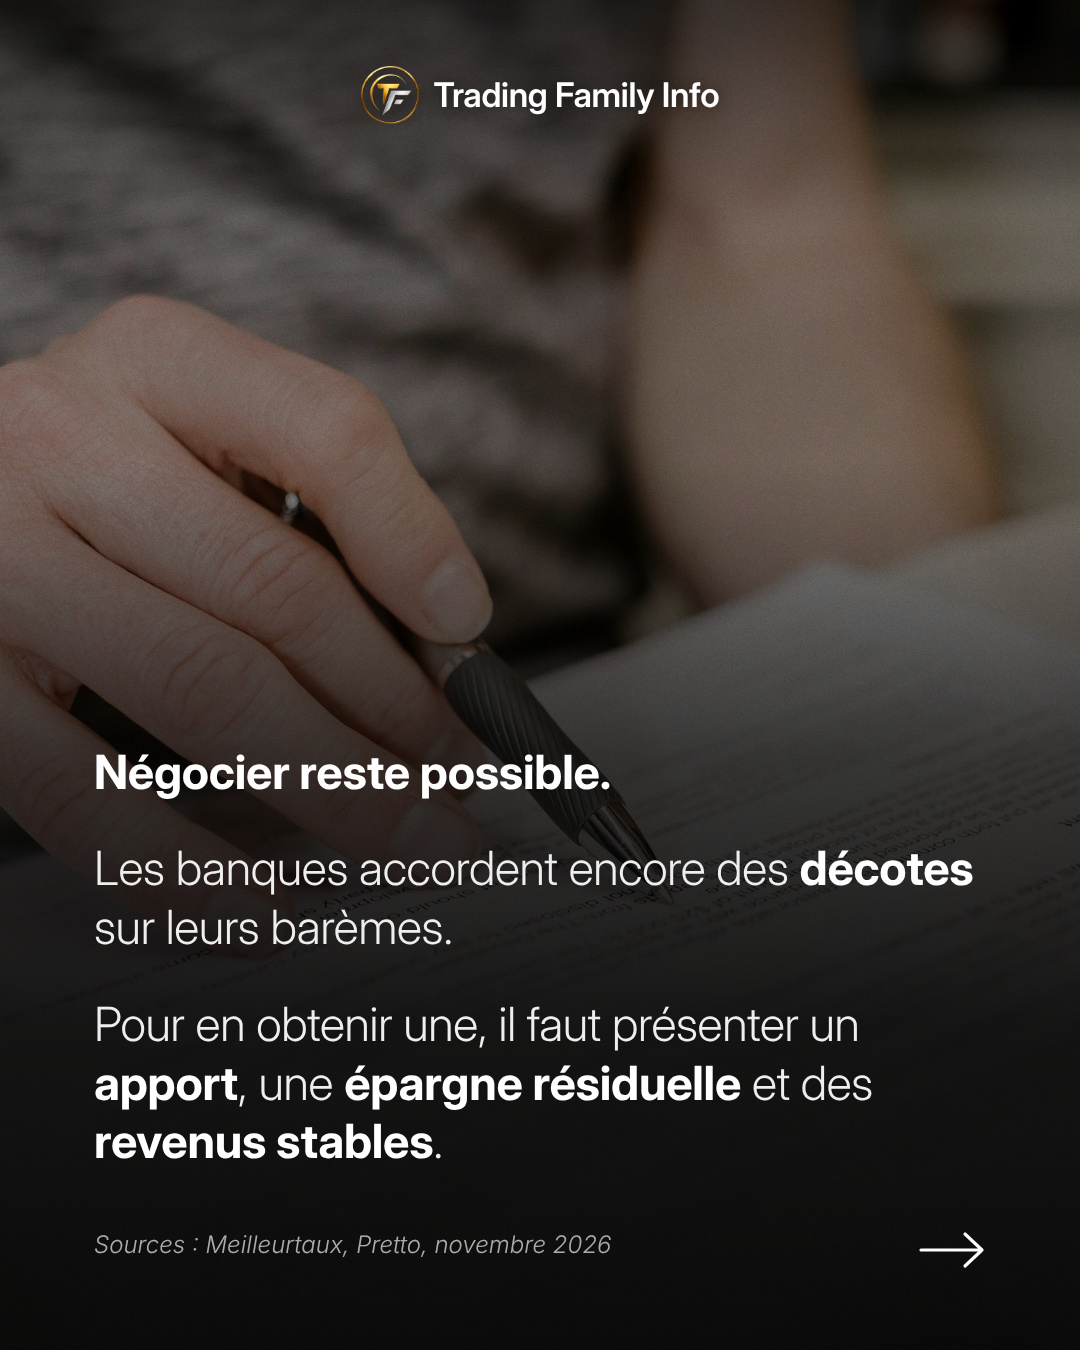 Trading Family Info
Négocier reste possible.
Les banques accordent encore des décotes
sur leurs barèmes.
Pour en obtenir une, il faut présenter un
apport, une épargne résiduelle et des
revenus stables.
Sources : Meilleurtaux, Pretto, novembre 2026